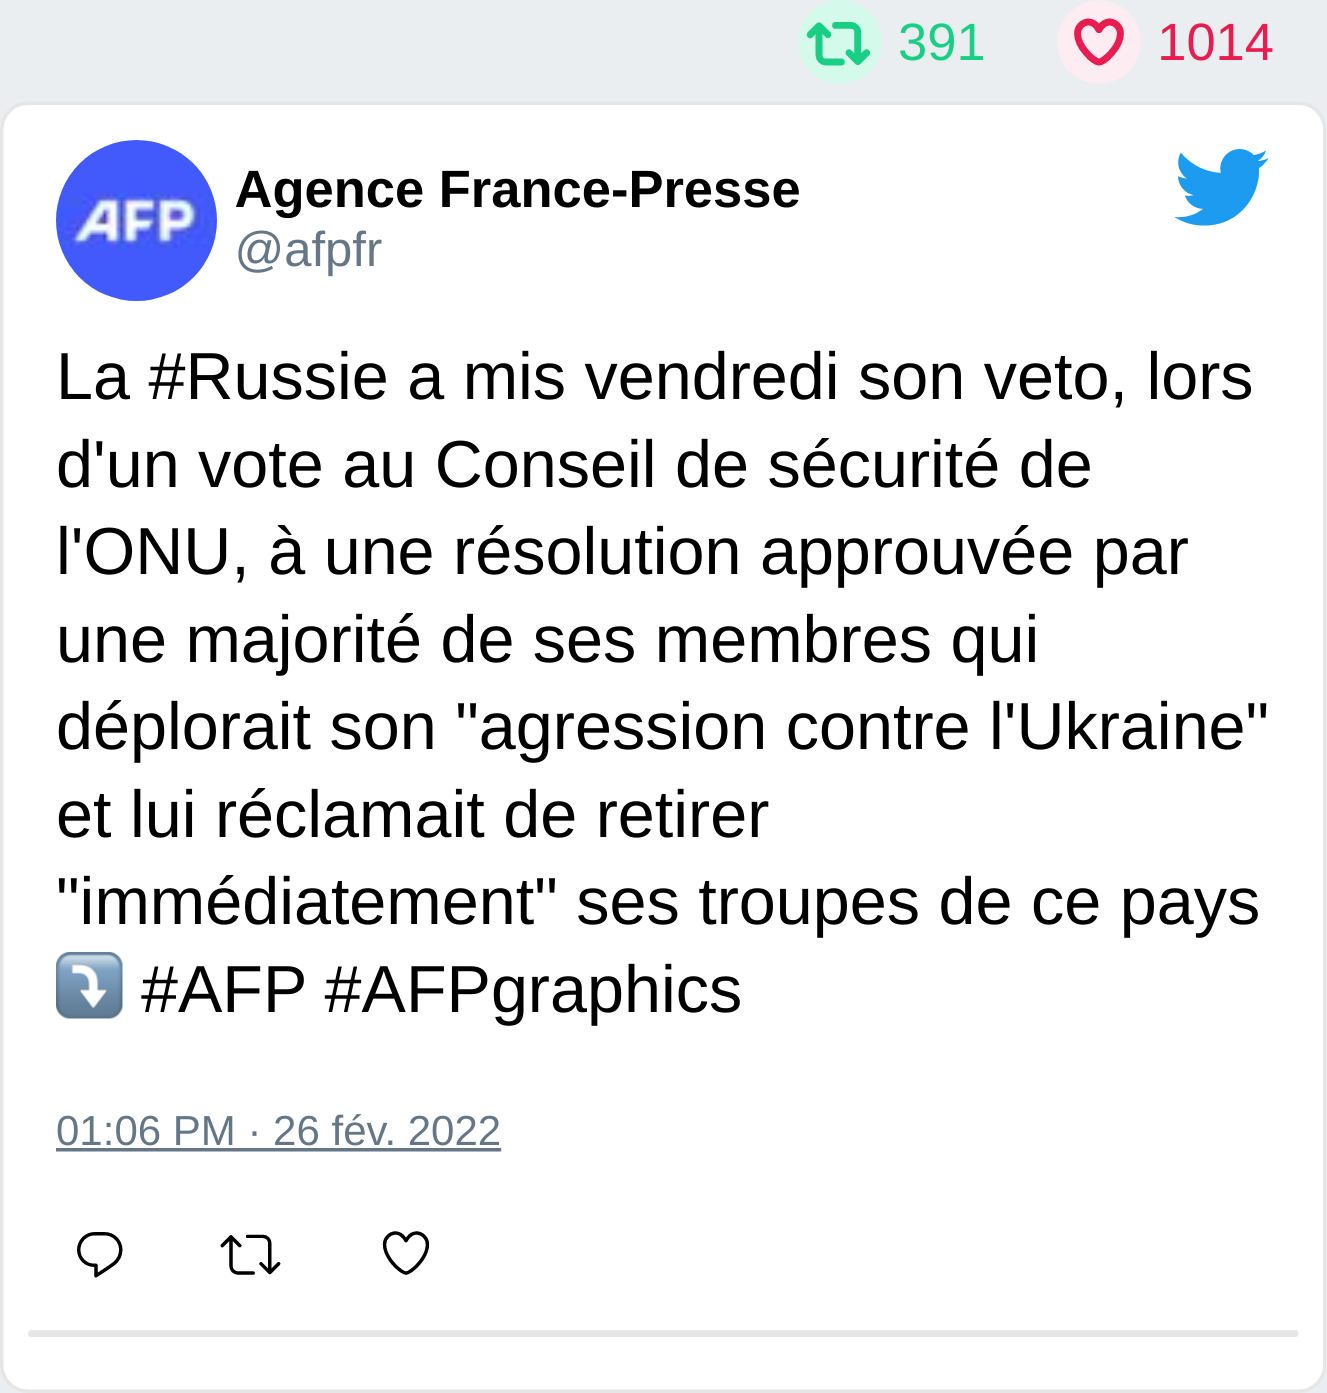 391 1014
AFP
Agence France-Presse
@afpfr
La #Russie a mis vendredi son veto, lors
d'un vote au Conseil de sécurité de
l'ONU, à une résolution approuvée par
une majorité de ses membres qui
déplorait son "agression contre l'Ukraine"
et lui réclamait de retirer
"immédiatement" ses troupes de ce pays
⤵️ #AFP #AFPgraphics
01:06 PM · 26 fév. 2022